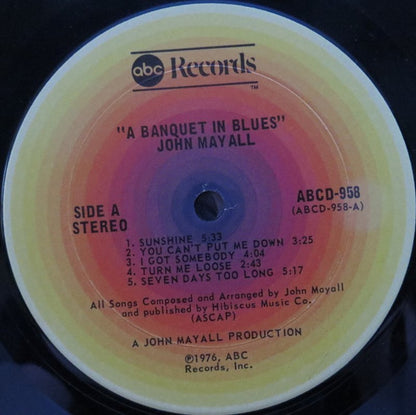 abc Records
TM
"A BANQUET IN BLUES"
JOHN MAYALL
ABCD-958
(ABCD-958-A)
SIDE A
STEREO
1. SUNSHINE 5:33
2. YOU CAN'T PUT ME DOWN 3:25
3. I GOT SOMEBODY 4:04
4. TURN ME LOOSE 2:43
5. SEVEN DAYS TOO LONG 5:17
All Songs Composed and Arranged by John Mayall
and published by Hibiscus Music Co.
(ASCAP)
A JOHN MAYALL PRODUCTION
℗1976, ABC
Records, Inc.